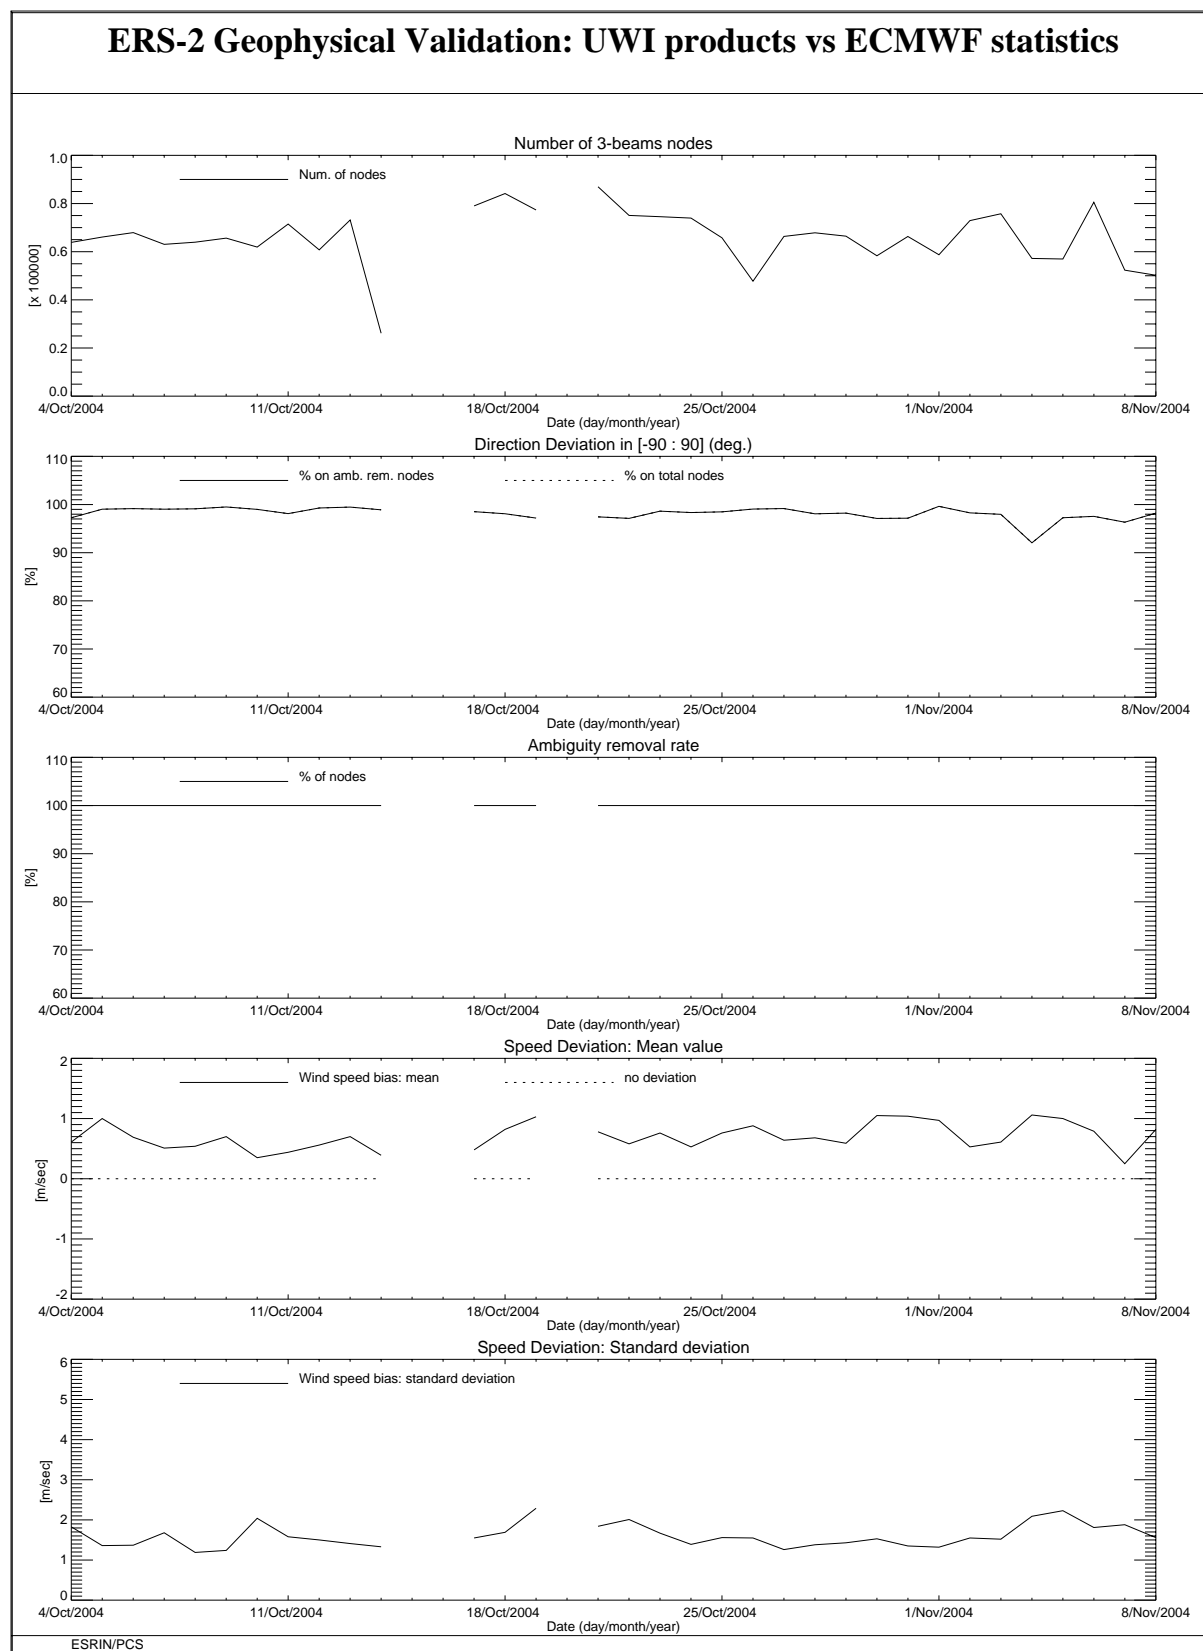 ERS-2 Geophysical Validation: UWI products vs ECMWF statistics
Number of 3-beams nodes
Num. of nodes
1.0
0.8
0.6
0.4
0.2
0.0
[x 100000]
4/Oct/2004 11/Oct/2004 18/Oct/2004 25/Oct/2004 1/Nov/2004 8/Nov/2004
Date (day/month/year)
Direction Deviation in [-90 : 90] (deg.)
% on amb. rem. nodes % on total nodes
110
100
90
80
70
60
[%]
4/Oct/2004 11/Oct/2004 18/Oct/2004 25/Oct/2004 1/Nov/2004 8/Nov/2004
Date (day/month/year)
Ambiguity removal rate
% of nodes
110
100
90
80
70
60
[%]
4/Oct/2004 11/Oct/2004 18/Oct/2004 25/Oct/2004 1/Nov/2004 8/Nov/2004
Date (day/month/year)
Speed Deviation: Mean value
Wind speed bias: mean no deviation
2
1
0
-1
-2
[m/sec]
4/Oct/2004 11/Oct/2004 18/Oct/2004 25/Oct/2004 1/Nov/2004 8/Nov/2004
Date (day/month/year)
Speed Deviation: Standard deviation
Wind speed bias: standard deviation
6
5
4
3
2
1
0
[m/sec]
4/Oct/2004 11/Oct/2004 18/Oct/2004 25/Oct/2004 1/Nov/2004 8/Nov/2004
Date (day/month/year)
ESRIN/PCS